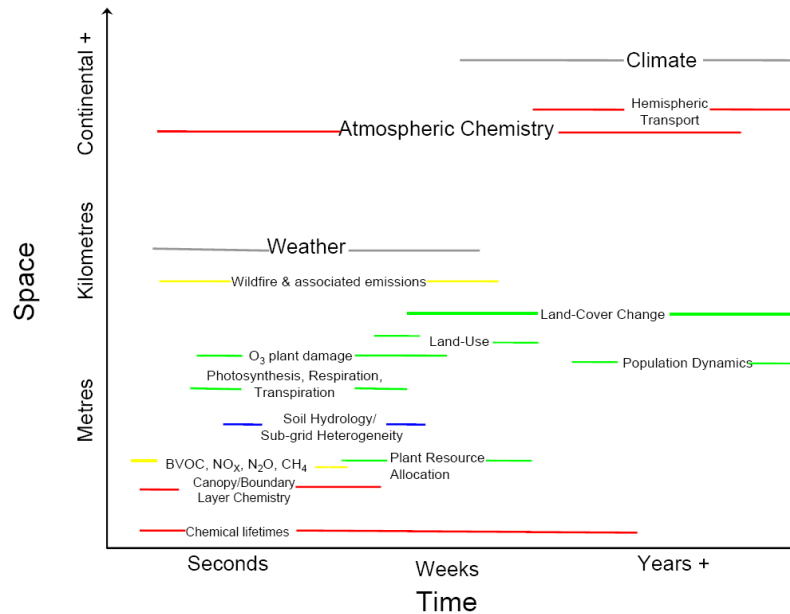 Continental +
Climate
Hemispheric
Transport
Atmospheric Chemistry
Kilometres
Space
Weather
Wildfire & associated emissions
Land-Cover Change
Land-Use
O₃ plant damage
Population Dynamics
Photosynthesis, Respiration,
Transpiration
Metres
Soil Hydrology/
Sub-grid Heterogeneity
BVOC, NOₓ, N₂O, CH₄
Plant Resource
Allocation
Canopy/Boundary
Layer Chemistry
Chemical lifetimes
Seconds
Weeks
Years +
Time